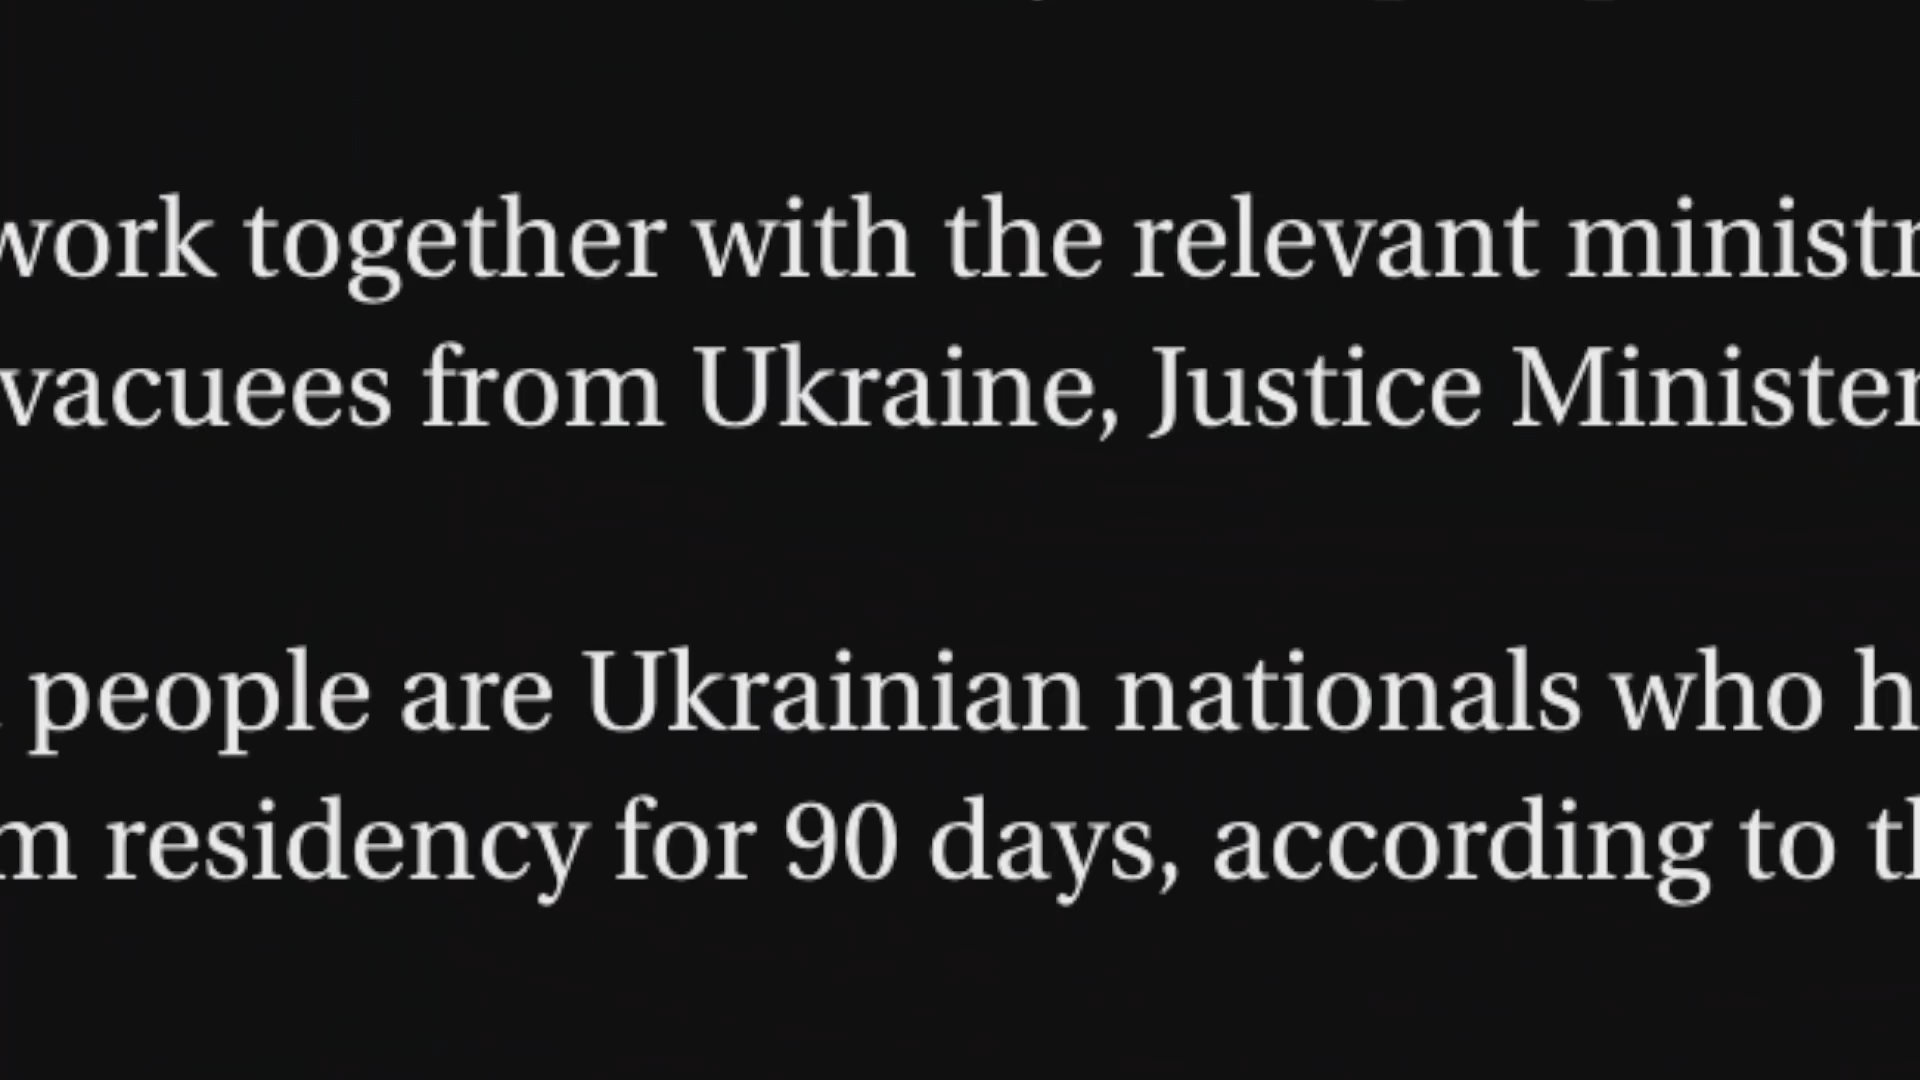 work together with the relevant ministr
vacuees from Ukraine, Justice Minister
people are Ukrainian nationals who h
m residency for 90 days, according to th